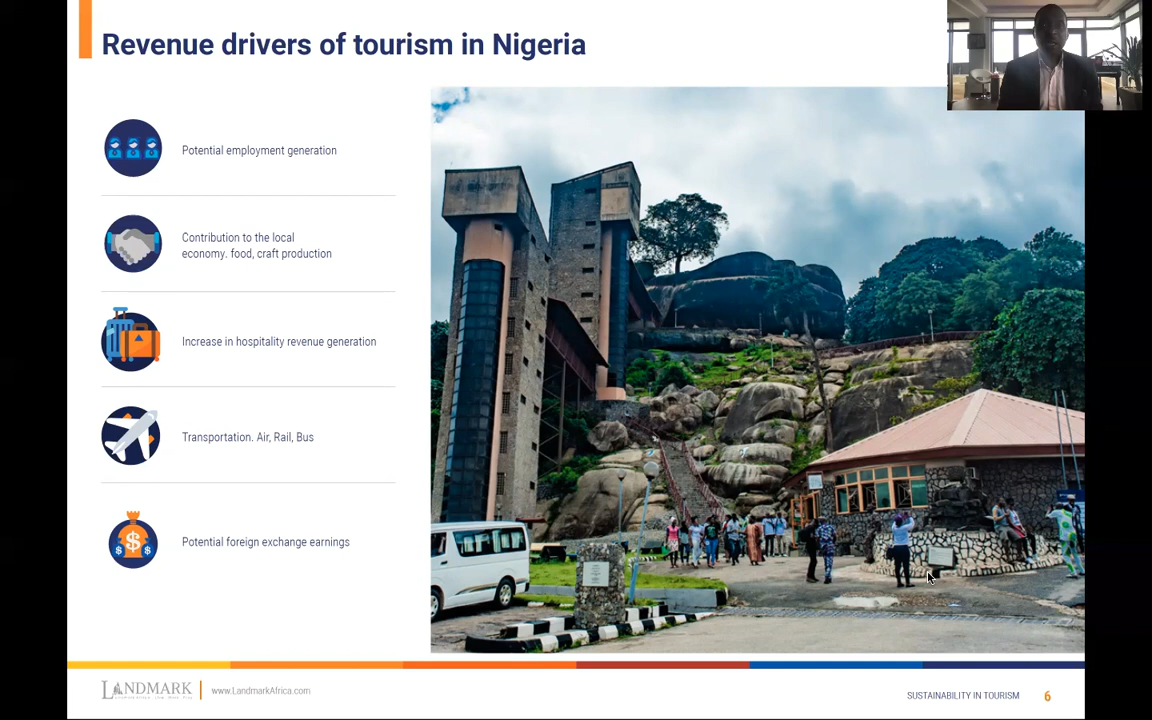 Revenue drivers of tourism in Nigeria
Potential employment generation
Contribution to the local
economy. food, craft production
Increase in hospitality revenue generation
Transportation. Air, Rail, Bus
Potential foreign exchange earnings
LANDMARK
www.LandmarkAfrica.com
SUSTAINABILITY IN TOURISM
6